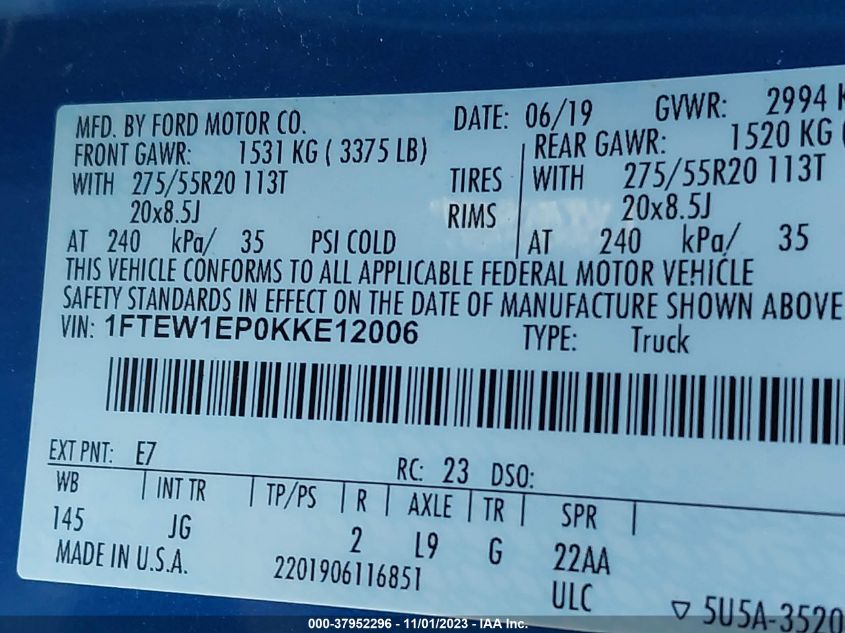 MFD. BY FORD MOTOR CO. DATE: 06/19 GVWR: 2994 K
FRONT GAWR: 1531 KG ( 3375 LB) REAR GAWR: 1520 KG (
WITH 275/55R20 113T TIRES WITH 275/55R20 113T
20x8.5J RIMS 20x8.5J
AT 240 kPa/ 35 PSI COLD AT 240 kPa/ 35
THIS VEHICLE CONFORMS TO ALL APPLICABLE FEDERAL MOTOR VEHICLE
SAFETY STANDARDS IN EFFECT ON THE DATE OF MANUFACTURE SHOWN ABOVE
VIN: 1FTEW1EP0KKE12006 TYPE: Truck
EXT PNT: E7 RC: 23 DSO:
WB INT TR TP/PS R AXLE TR SPR
145 JG 2 L9 G 22AA
MADE IN U.S.A. 2201906116851 ULC
▽ 5U5A-3520
000-37952296 - 11/01/2023 - IAA Inc.